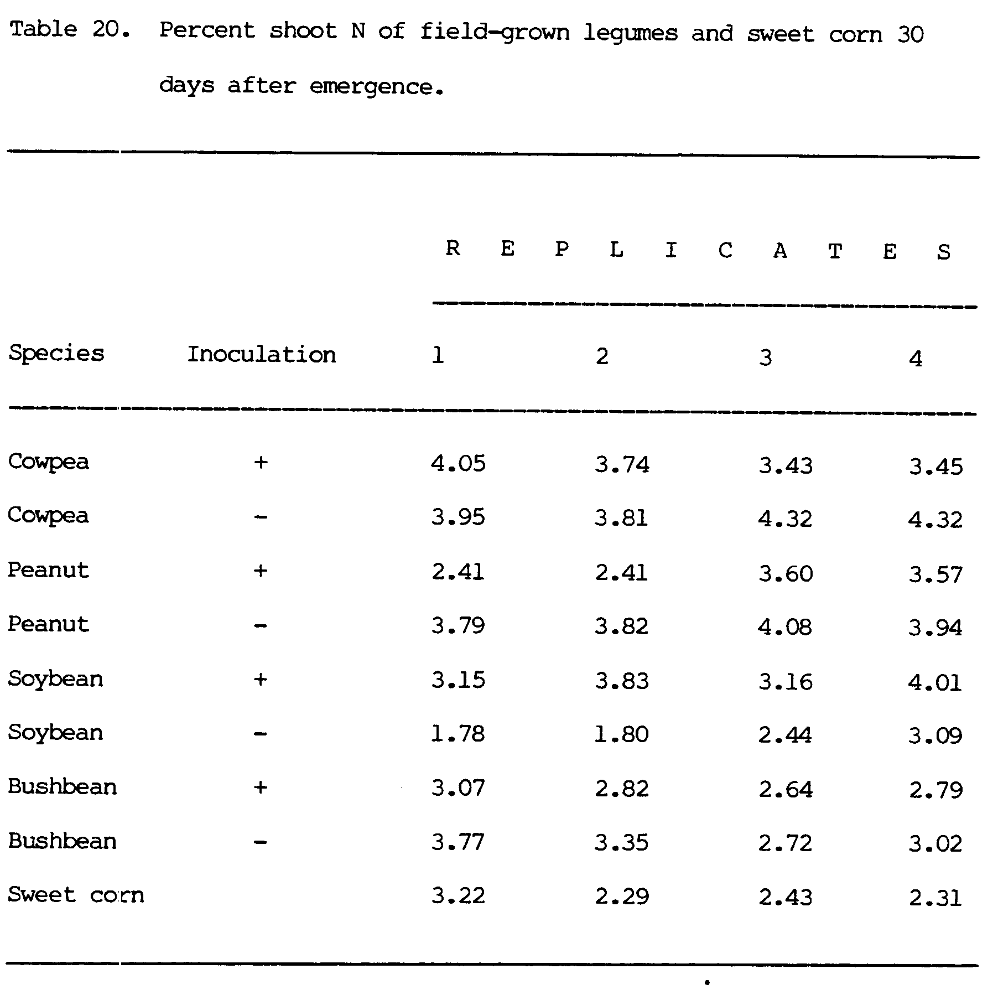 Table 20. Percent shoot N of field-grown legumes and sweet corn 30
days after emergence.
R E P L I C A T E S
Species Inoculation 1 2 3 4
Cowpea + 4.05 3.74 3.43 3.45
Cowpea - 3.95 3.81 4.32 4.32
Peanut + 2.41 2.41 3.60 3.57
Peanut - 3.79 3.82 4.08 3.94
Soybean + 3.15 3.83 3.16 4.01
Soybean - 1.78 1.80 2.44 3.09
Bushbean + 3.07 2.82 2.64 2.79
Bushbean - 3.77 3.35 2.72 3.02
Sweet corn 3.22 2.29 2.43 2.31